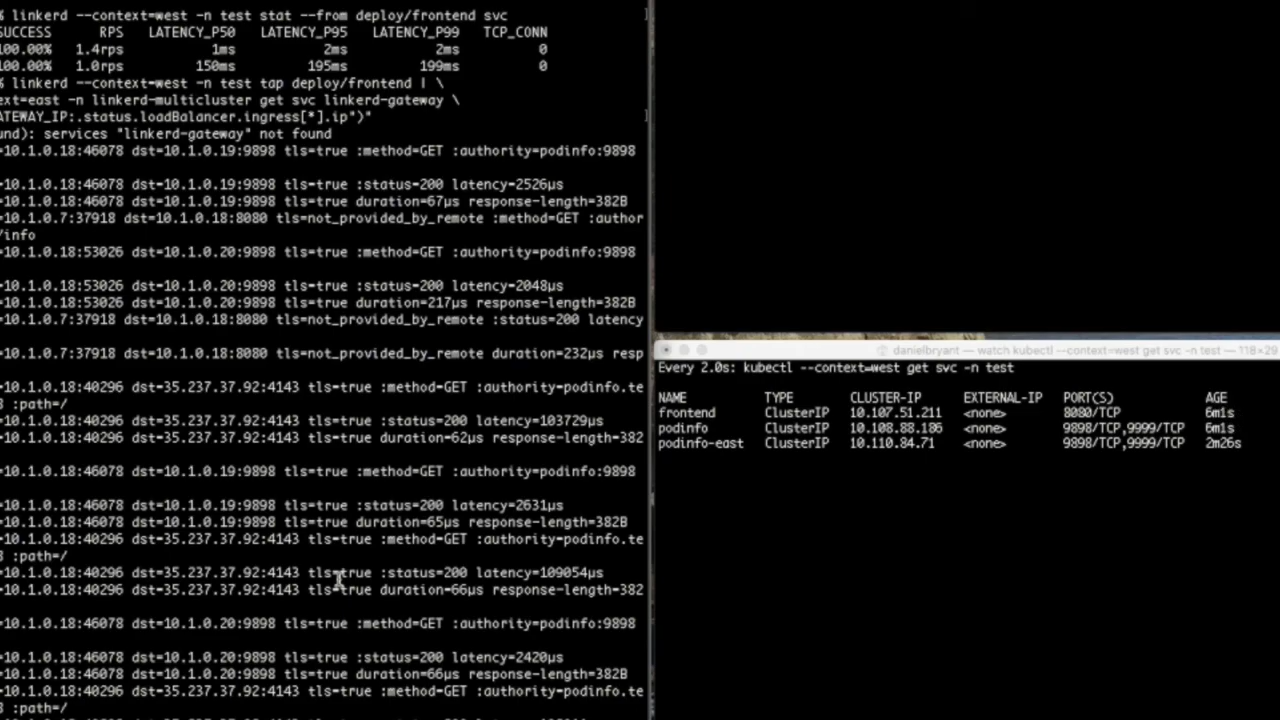 % linkerd --context=west -n test stat --from deploy/frontend svc
SUCCESS RPS LATENCY_P50 LATENCY_P95 LATENCY_P99 TCP_CONN
100.00% 1.4rps 1ms 2ms 2ms 0
100.00% 1.0rps 150ms 195ms 199ms 0
% linkerd --context=west -n test tap deploy/frontend | \
ext=east -n linkerd-multicluster get svc linkerd-gateway \
ATEWAY_IP:.status.loadBalancer.ingress[*].ip")"
und): services "linkerd-gateway" not found
=10.1.0.18:46078 dst=10.1.0.19:9898 tls=true :method=GET :authority=podinfo:9898
=10.1.0.18:46078 dst=10.1.0.19:9898 tls=true :status=200 latency=2526µs
=10.1.0.18:46078 dst=10.1.0.19:9898 tls=true duration=67µs response-length=382B
=10.1.0.7:37918 dst=10.1.0.18:8080 tls=not_provided_by_remote :method=GET :author
/info
=10.1.0.18:53026 dst=10.1.0.20:9898 tls=true :method=GET :authority=podinfo:9898
=10.1.0.18:53026 dst=10.1.0.20:9898 tls=true :status=200 latency=2048µs
=10.1.0.18:53026 dst=10.1.0.20:9898 tls=true duration=217µs response-length=382B
=10.1.0.7:37918 dst=10.1.0.18:8080 tls=not_provided_by_remote :status=200 latency
=10.1.0.7:37918 dst=10.1.0.18:8080 tls=not_provided_by_remote duration=232µs resp
=10.1.0.18:40296 dst=35.237.37.92:4143 tls=true :method=GET :authority=podinfo.te
8 :path=/
=10.1.0.18:40296 dst=35.237.37.92:4143 tls=true :status=200 latency=103729µs
=10.1.0.18:40296 dst=35.237.37.92:4143 tls=true duration=62µs response-length=382
=10.1.0.18:46078 dst=10.1.0.19:9898 tls=true :method=GET :authority=podinfo:9898
=10.1.0.18:46078 dst=10.1.0.19:9898 tls=true :status=200 latency=2631µs
=10.1.0.18:46078 dst=10.1.0.19:9898 tls=true duration=65µs response-length=382B
=10.1.0.18:40296 dst=35.237.37.92:4143 tls=true :method=GET :authority=podinfo.te
8 :path=/
=10.1.0.18:40296 dst=35.237.37.92:4143 tls=true :status=200 latency=109054µs
=10.1.0.18:40296 dst=35.237.37.92:4143 tls=true duration=66µs response-length=382
=10.1.0.18:46078 dst=10.1.0.20:9898 tls=true :method=GET :authority=podinfo:9898
=10.1.0.18:46078 dst=10.1.0.20:9898 tls=true :status=200 latency=2420µs
=10.1.0.18:46078 dst=10.1.0.20:9898 tls=true duration=66µs response-length=382B
=10.1.0.18:40296 dst=35.237.37.92:4143 tls=true :method=GET :authority=podinfo.te
8 :path=/
danielbryant — watch kubectl --context=west get svc -n test — 118×29
Every 2.0s: kubectl --context=west get svc -n test
NAME TYPE CLUSTER-IP EXTERNAL-IP PORT(S) AGE
frontend ClusterIP 10.107.51.211 <none> 8080/TCP 6m1s
podinfo ClusterIP 10.108.88.186 <none> 9898/TCP,9999/TCP 6m1s
podinfo-east ClusterIP 10.110.84.71 <none> 9898/TCP,9999/TCP 2m26s